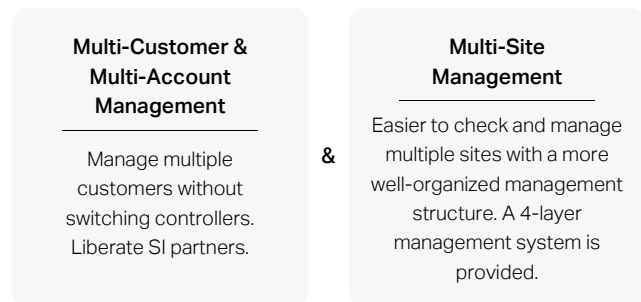 Multi-Customer &
Multi-Account
Management
Manage multiple
customers without
switching controllers.
Liberate SI partners.
&
Multi-Site
Management
Easier to check and manage
multiple sites with a more
well-organized management
structure. A 4-layer
management system is
provided.